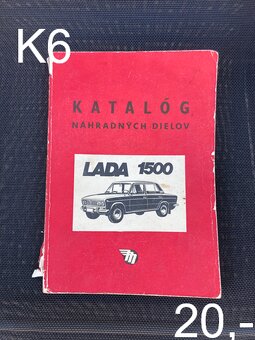 K6
KATALÓG
NÁHRADNÝCH DIELOV
LADA 1500
20,-